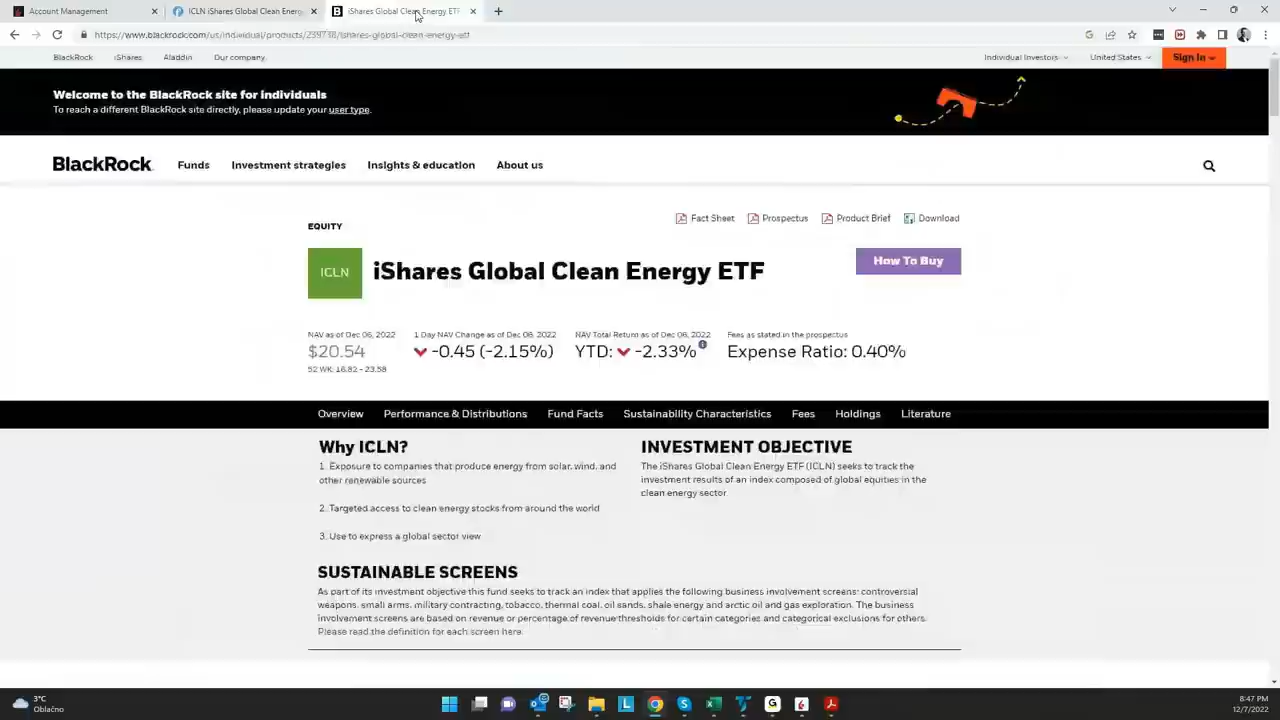 Account Management
ICLN iShares Global Clean Energ
iShares Global Clean Energy ETF
https://www.blackrock.com/us/individual/products/239738/ishares-global-clean-energy-etf
BlackRock iShares Aladdin Our company
Individual Investors United States Sign In
Welcome to the BlackRock site for individuals
To reach a different BlackRock site directly, please update your user type.
BlackRock. Funds Investment strategies Insights & education About us
Fact Sheet Prospectus Product Brief Download
EQUITY
ICLN iShares Global Clean Energy ETF
How To Buy
NAV as of Dec 06, 2022
$20.54
52 WK: 16.82 - 23.58
1 Day NAV Change as of Dec 06, 2022
-0.45 (-2.15%)
NAV Total Return as of Dec 06, 2022
YTD: -2.33%
Fees as stated in the prospectus
Expense Ratio: 0.40%
Overview Performance & Distributions Fund Facts Sustainability Characteristics Fees Holdings Literature
Why ICLN?
1. Exposure to companies that produce energy from solar, wind, and
other renewable sources
2. Targeted access to clean energy stocks from around the world
3. Use to express a global sector view
INVESTMENT OBJECTIVE
The iShares Global Clean Energy ETF (ICLN) seeks to track the
investment results of an index composed of global equities in the
clean energy sector.
SUSTAINABLE SCREENS
As part of its investment objective this fund seeks to track an index that applies the following business involvement screens: controversial
weapons, small arms, military contracting, tobacco, thermal coal, oil sands, shale energy and arctic oil and gas exploration. The business
involvement screens are based on revenue or percentage of revenue thresholds for certain categories and categorical exclusions for others.
Please read the definition for each screen here.
3°C
Oblačno
8:47 PM
12/7/2022